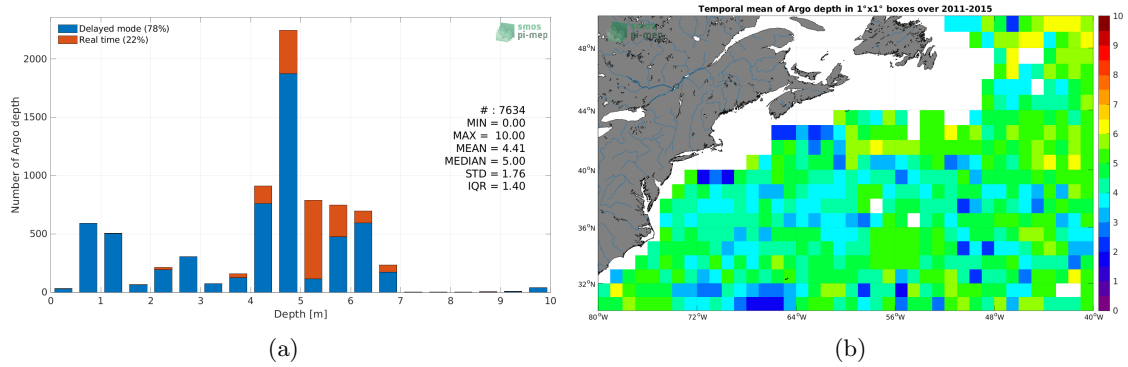 Delayed mode (78%)
Real time (22%)
smos
pi-mep
# : 7634
MIN = 0.00
MAX = 10.00
MEAN = 4.41
MEDIAN = 5.00
STD = 1.76
IQR = 1.40
Number of Argo depth
2000
1500
1000
500
0
0 1 2 3 4 5 6 7 8 9 10
Depth [m]
(a)
Temporal mean of Argo depth in 1°x1° boxes over 2011-2015
smos
pi-mep
48°N
44°N
40°N
36°N
32°N
80°W 72°W 64°W 56°W 48°W 40°W
10
9
8
7
6
5
4
3
2
1
0
(b)